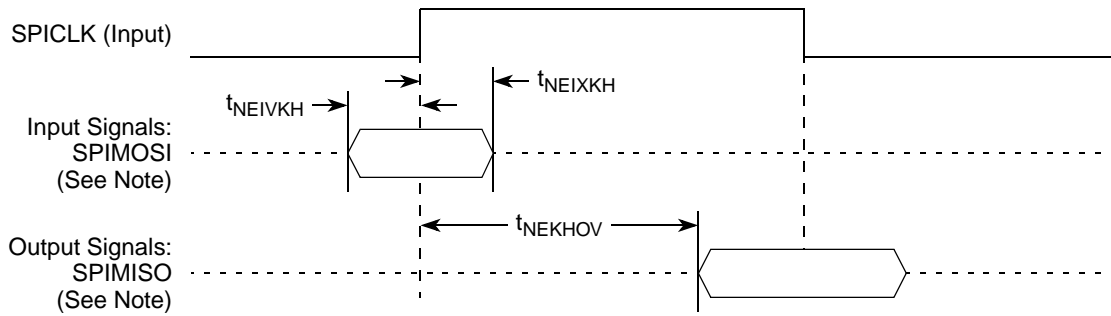 SPICLK (Input)
tNEIXKH
tNEIVKH
Input Signals:
SPIMOSI
(See Note)
tNEKHOV
Output Signals:
SPIMISO
(See Note)